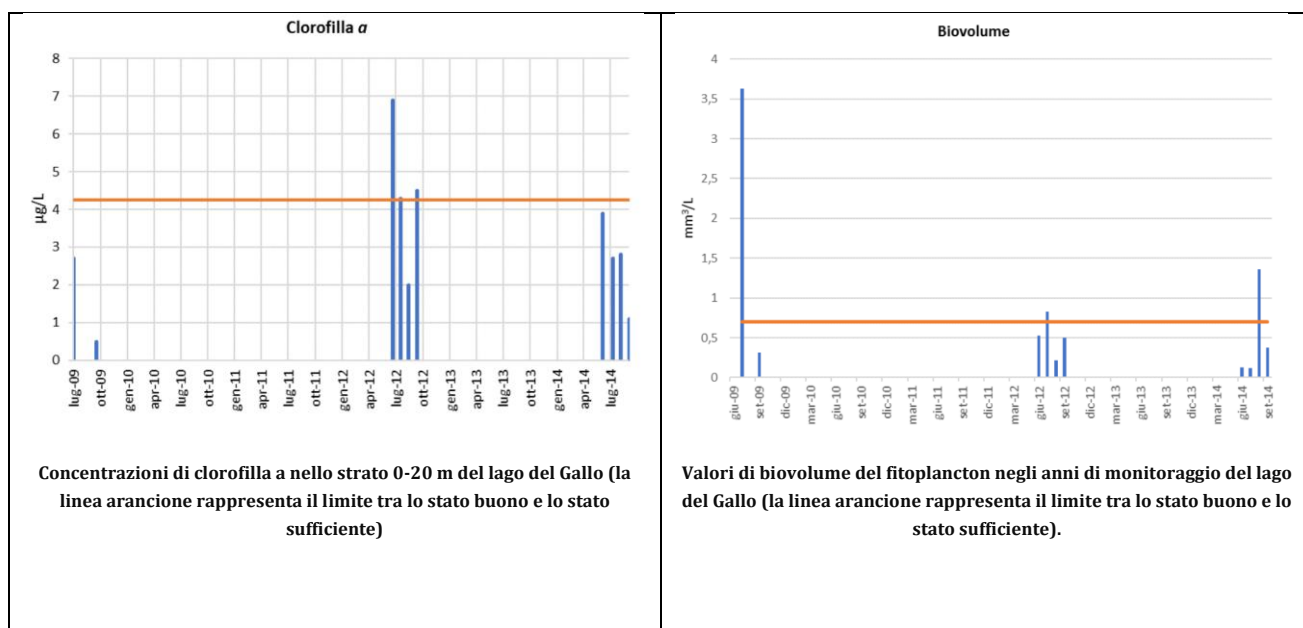 Clorofilla a
8
7
6
5
4
3
2
1
0
µg/L
lug-09
ott-09
gen-10
apr-10
lug-10
ott-10
gen-11
apr-11
lug-11
ott-11
gen-12
apr-12
lug-12
ott-12
gen-13
apr-13
lug-13
ott-13
gen-14
apr-14
lug-14
Concentrazioni di clorofilla a nello strato 0-20 m del lago del Gallo (la
linea arancione rappresenta il limite tra lo stato buono e lo stato
sufficiente)
Biovolume
4
3,5
3
2,5
2
1,5
1
0,5
0
mm³/L
giu-09
set-09
dic-09
mar-10
giu-10
set-10
dic-10
mar-11
giu-11
set-11
dic-11
mar-12
giu-12
set-12
dic-12
mar-13
giu-13
set-13
dic-13
mar-14
giu-14
set-14
Valori di biovolume del fitoplancton negli anni di monitoraggio del lago
del Gallo (la linea arancione rappresenta il limite tra lo stato buono e lo
stato sufficiente).